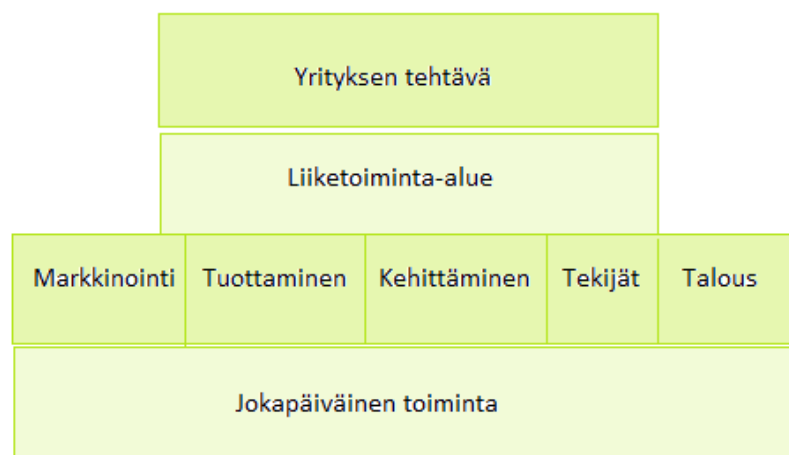 Yrityksen tehtävä
Liiketoiminta-alue
Markkinointi Tuottaminen Kehittäminen Tekijät Talous
Jokapäiväinen toiminta